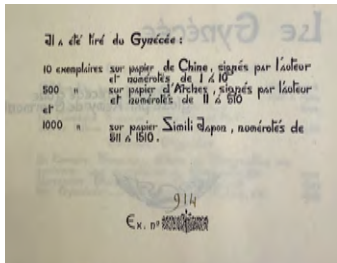 Il a été tiré du Gynécée :
10 exemplaires sur papier de Chine, signés par l'auteur
et numérotés de 1 à 10
500 " sur papier d'Arches, signés par l'auteur
et numérotés de 11 à 510
et
1000 " sur papier Simili Japon, numérotés de
511 à 1510.
914
Ex. nº
Le Gynécée